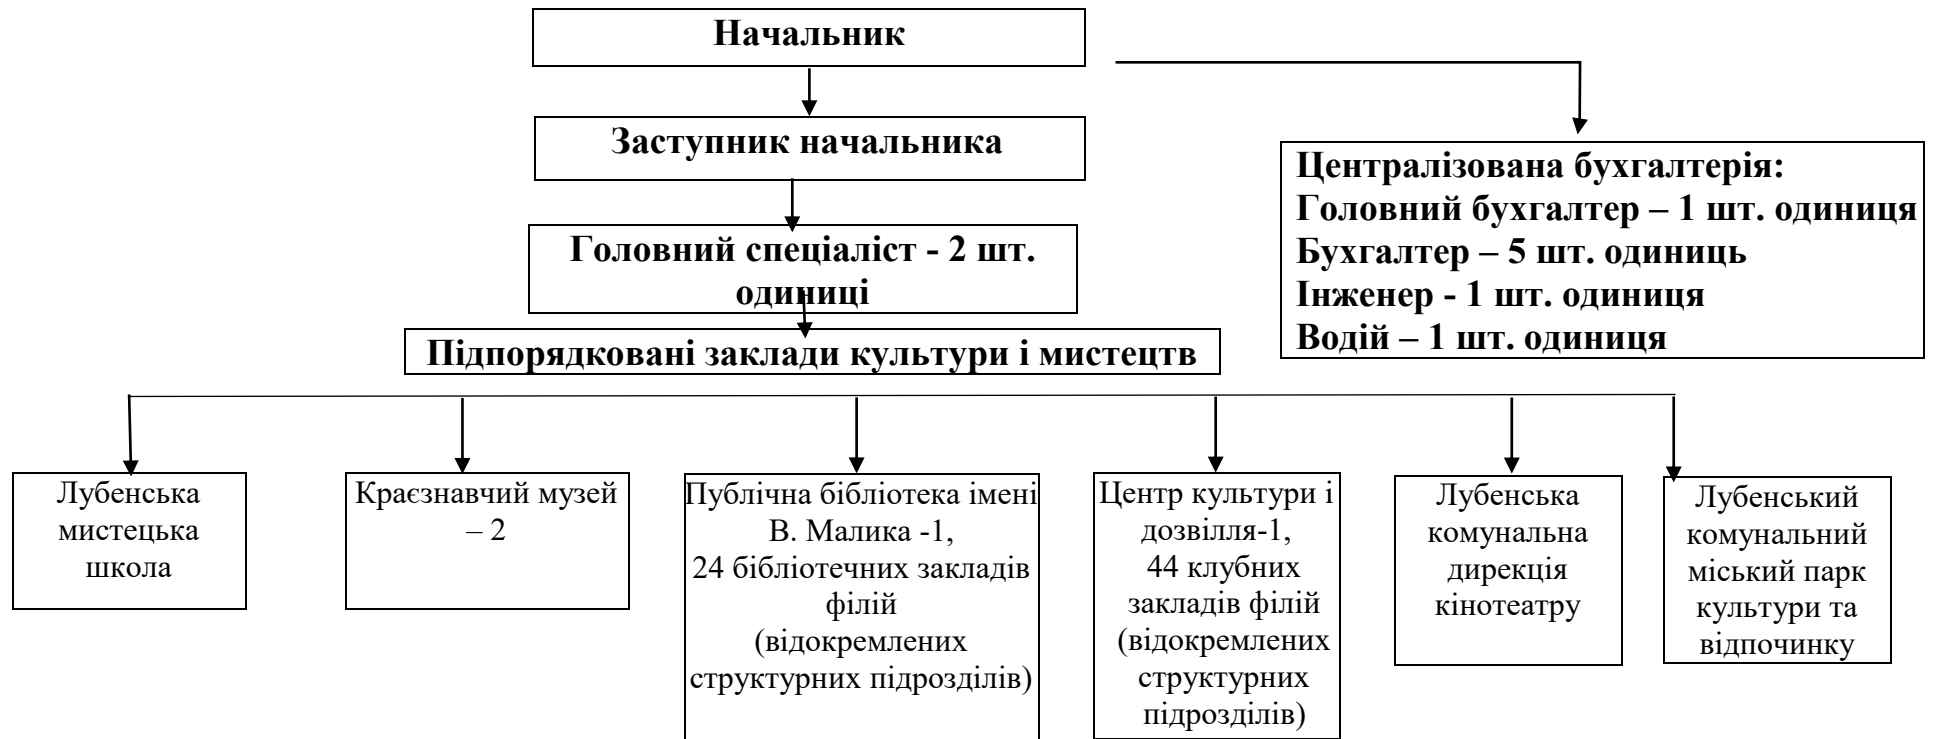 Начальник
Заступник начальника
Централізована бухгалтерія:
Головний бухгалтер – 1 шт. одиниця
Бухгалтер – 5 шт. одиниць
Інженер - 1 шт. одиниця
Водій – 1 шт. одиниця
Головний спеціаліст - 2 шт.
одиниці
Підпорядковані заклади культури і мистецтв
Лубенська
мистецька
школа
Краєзнавчий музей
– 2
Публічна бібліотека імені
В. Малика -1,
24 бібліотечних закладів
філій
(відокремлених
структурних підрозділів)
Центр культури і
дозвілля-1,
44 клубних
закладів філій
(відокремлених
структурних
підрозділів)
Лубенська
комунальна
дирекція
кінотеатру
Лубенський
комунальний
міський парк
культури та
відпочинку